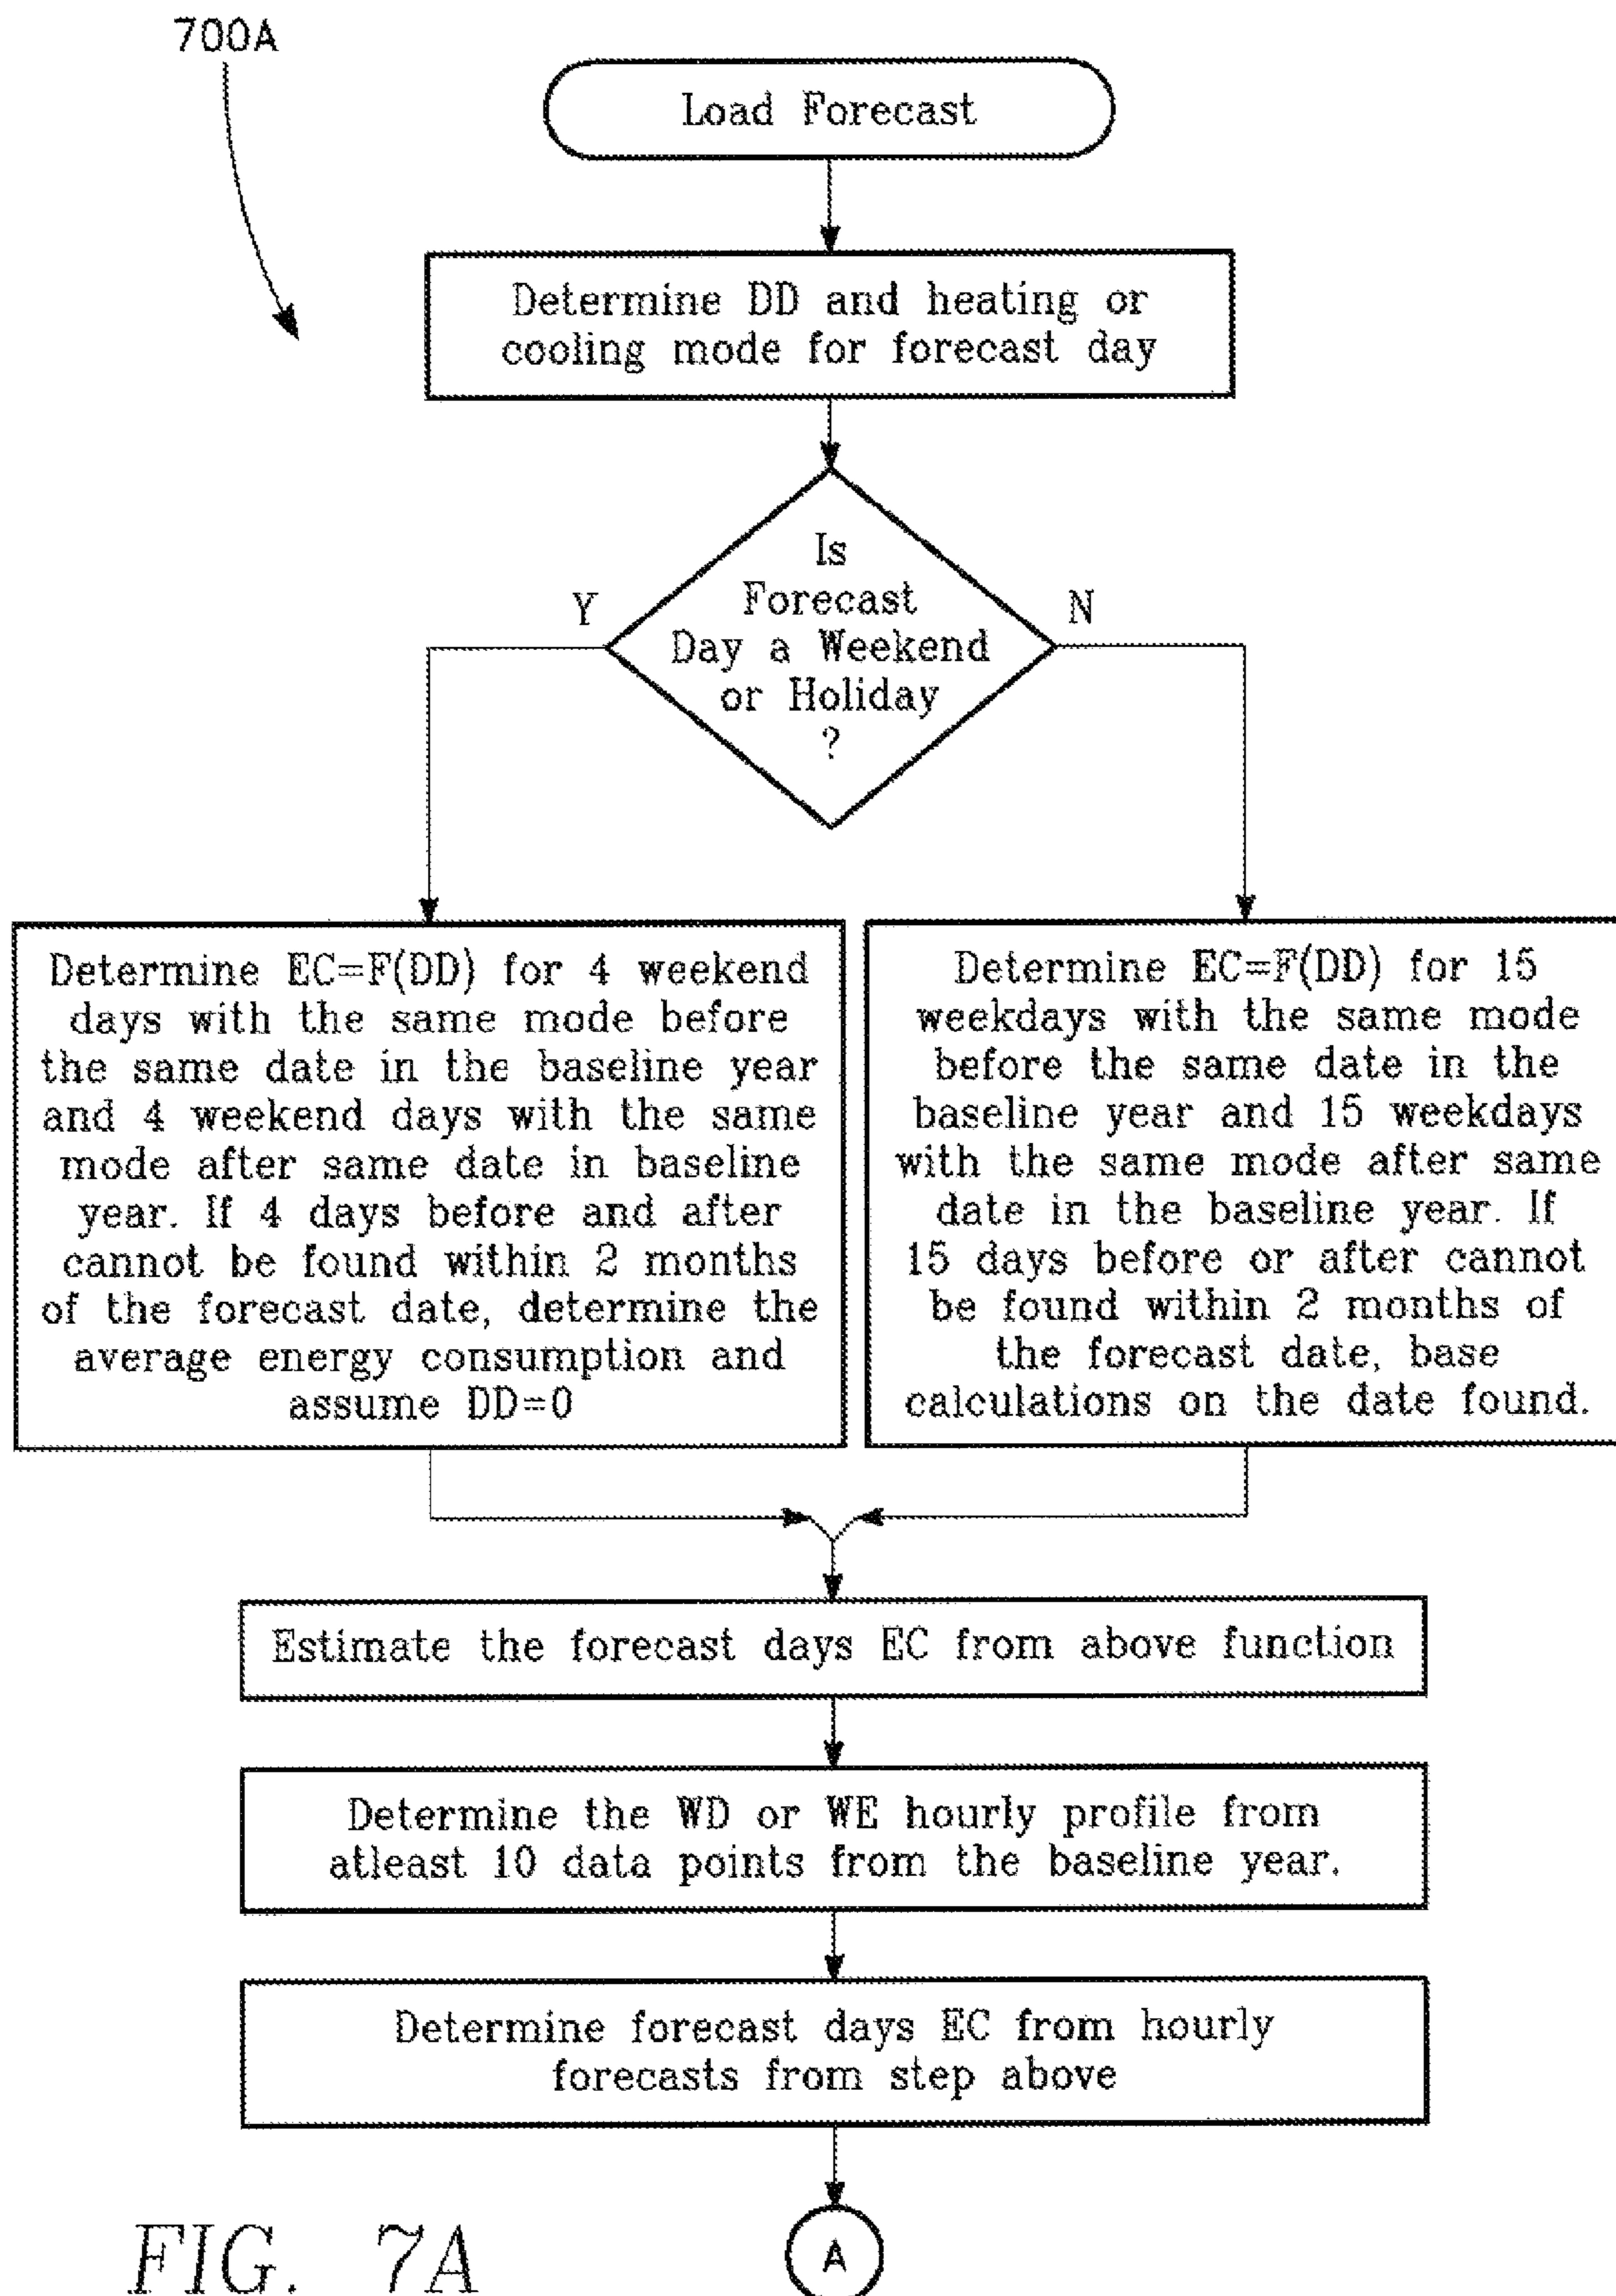 700A
Load Forecast
Determine DD and heating or
cooling mode for forecast day
Is
Forecast
Day a Weekend
or Holiday
?
Y
N
Determine EC=F(DD) for 4 weekend
days with the same mode before
the same date in the baseline year
and 4 weekend days with the same
mode after same date in baseline
year. If 4 days before and after
cannot be found within 2 months
of the forecast date, determine the
average energy consumption and
assume DD=0
Determine EC=F(DD) for 15
weekdays with the same mode
before the same date in the
baseline year and 15 weekdays
with the same mode after same
date in the baseline year. If
15 days before or after cannot
be found within 2 months of
the forecast date, base
calculations on the date found.
Estimate the forecast days EC from above function
Determine the WD or WE hourly profile from
atleast 10 data points from the baseline year.
Determine forecast days EC from hourly
forecasts from step above
A
FIG. 7A